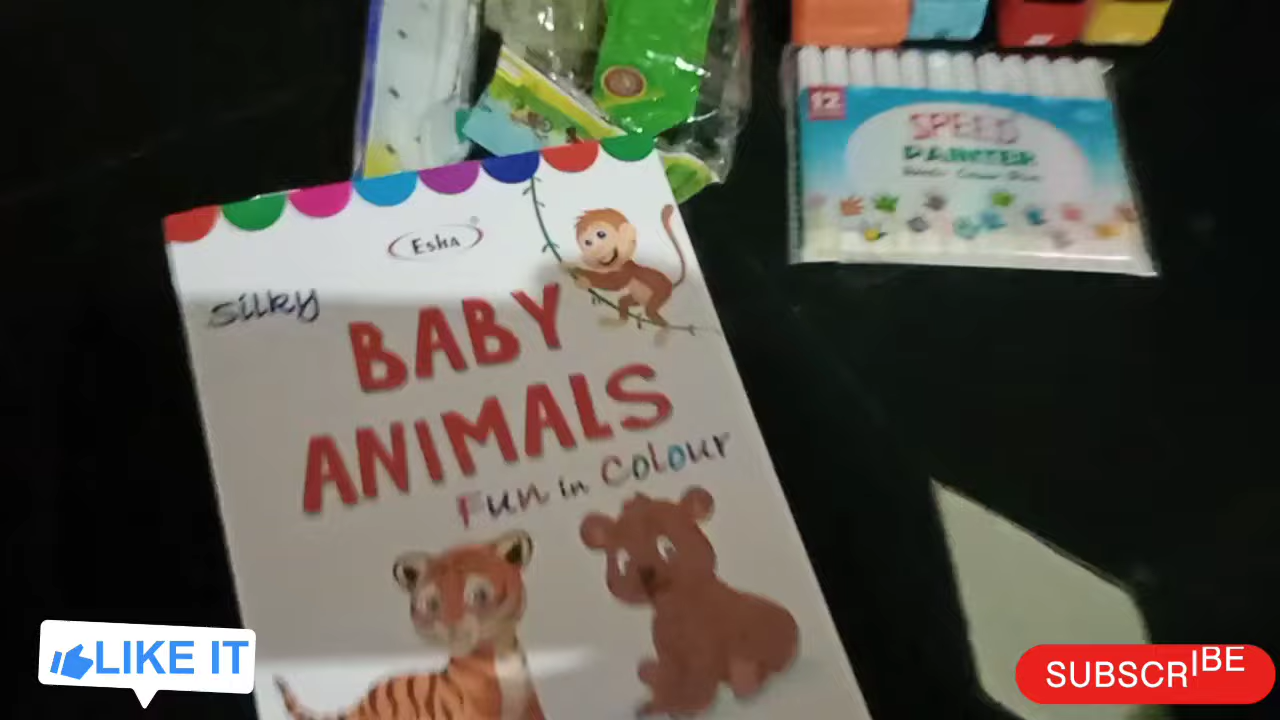 12
SPEED
PAINTER
ESHA
silky
BABY
ANIMALS
Fun in Colour
LIKE IT
SUBSCRIBE